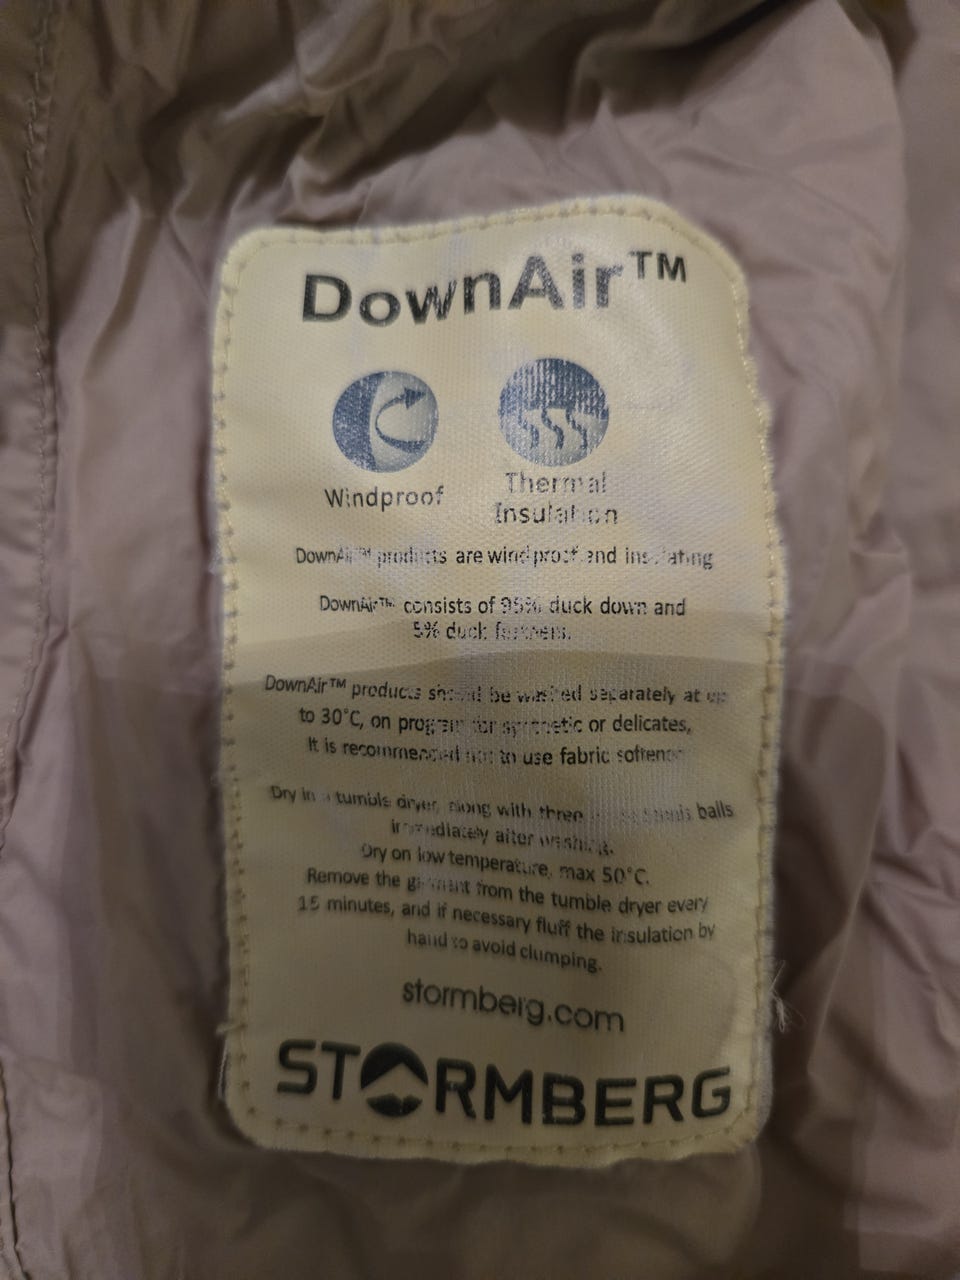 DownAir™
Windproof
Thermal
Insulation
DownAir™ products are windproof and insulating
DownAir™ consists of 95% duck down and
5% duck feathers.
DownAir™ products should be washed separately at up
to 30°C, on program for synthetic or delicates,
It is recommended not to use fabric softener
Dry in a tumble dryer, along with three balls
immediately after washing.
Dry on low temperature, max 50°C.
Remove the garment from the tumble dryer every
15 minutes, and if necessary fluff the insulation by
hand to avoid clumping.
stormberg.com
STORMBERG